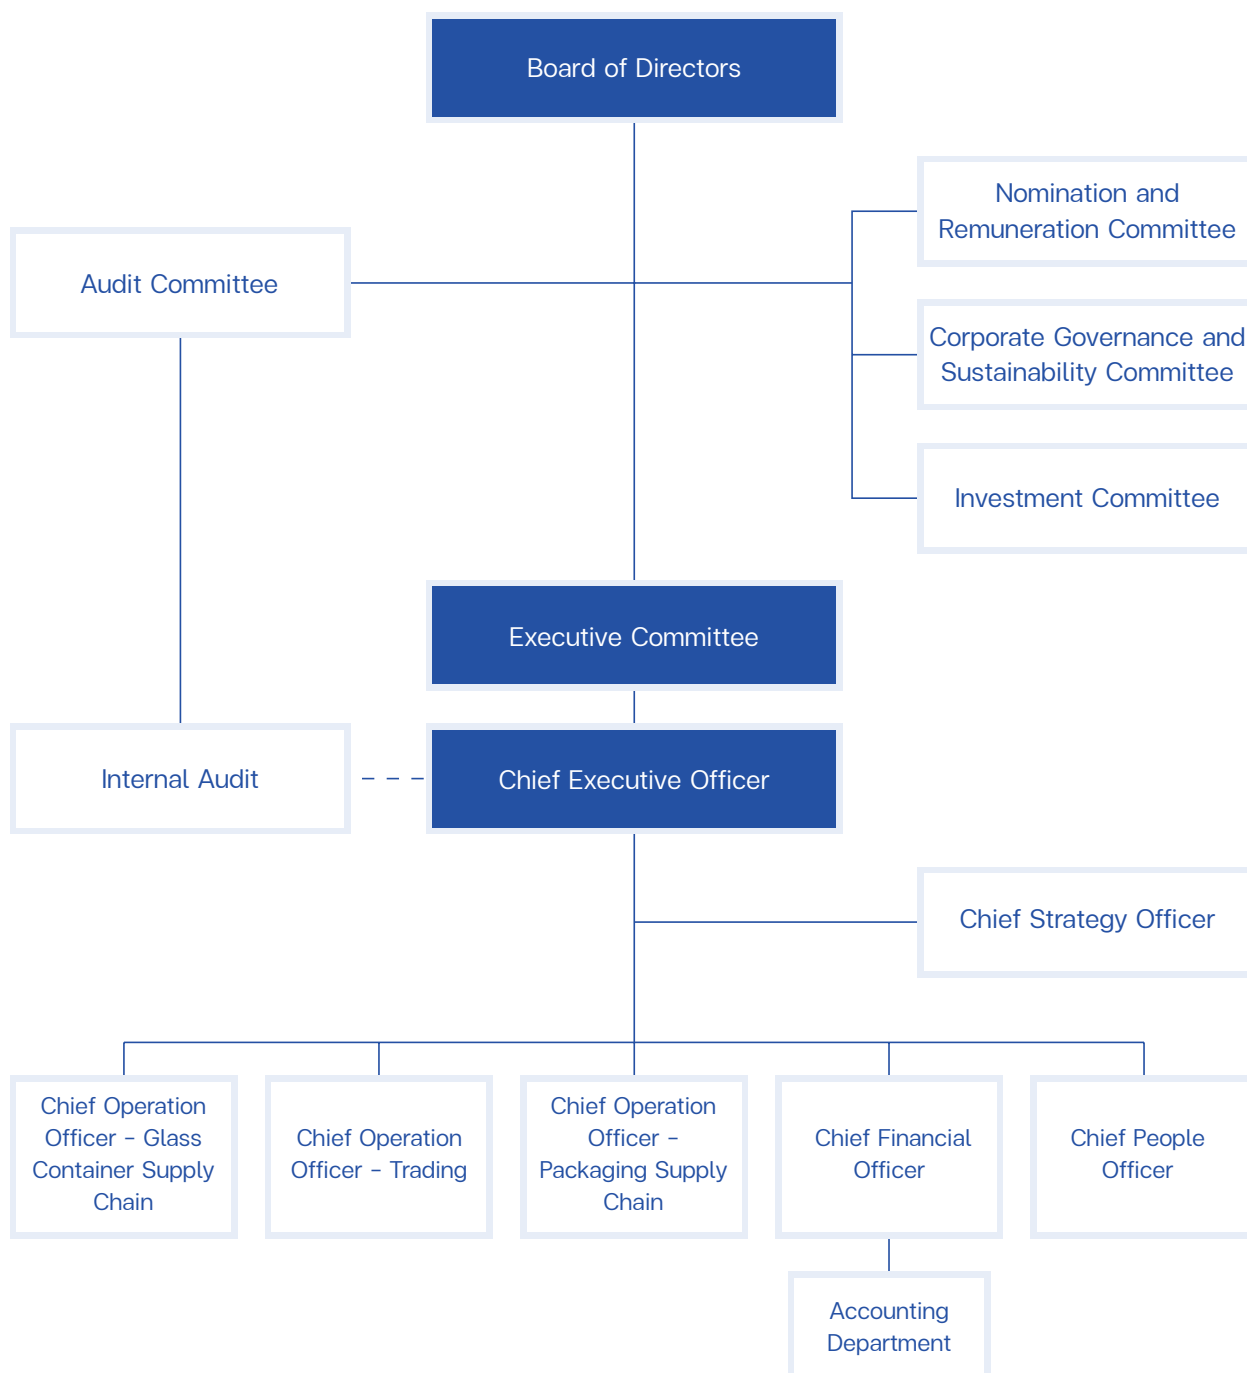 Board of Directors
Nomination and
Remuneration Committee
Audit Committee
Corporate Governance and
Sustainability Committee
Investment Committee
Executive Committee
Internal Audit
Chief Executive Officer
Chief Strategy Officer
Chief Operation
Officer - Glass
Container Supply
Chain
Chief Operation
Officer - Trading
Chief Operation
Officer -
Packaging Supply
Chain
Chief Financial
Officer
Chief People
Officer
Accounting
Department